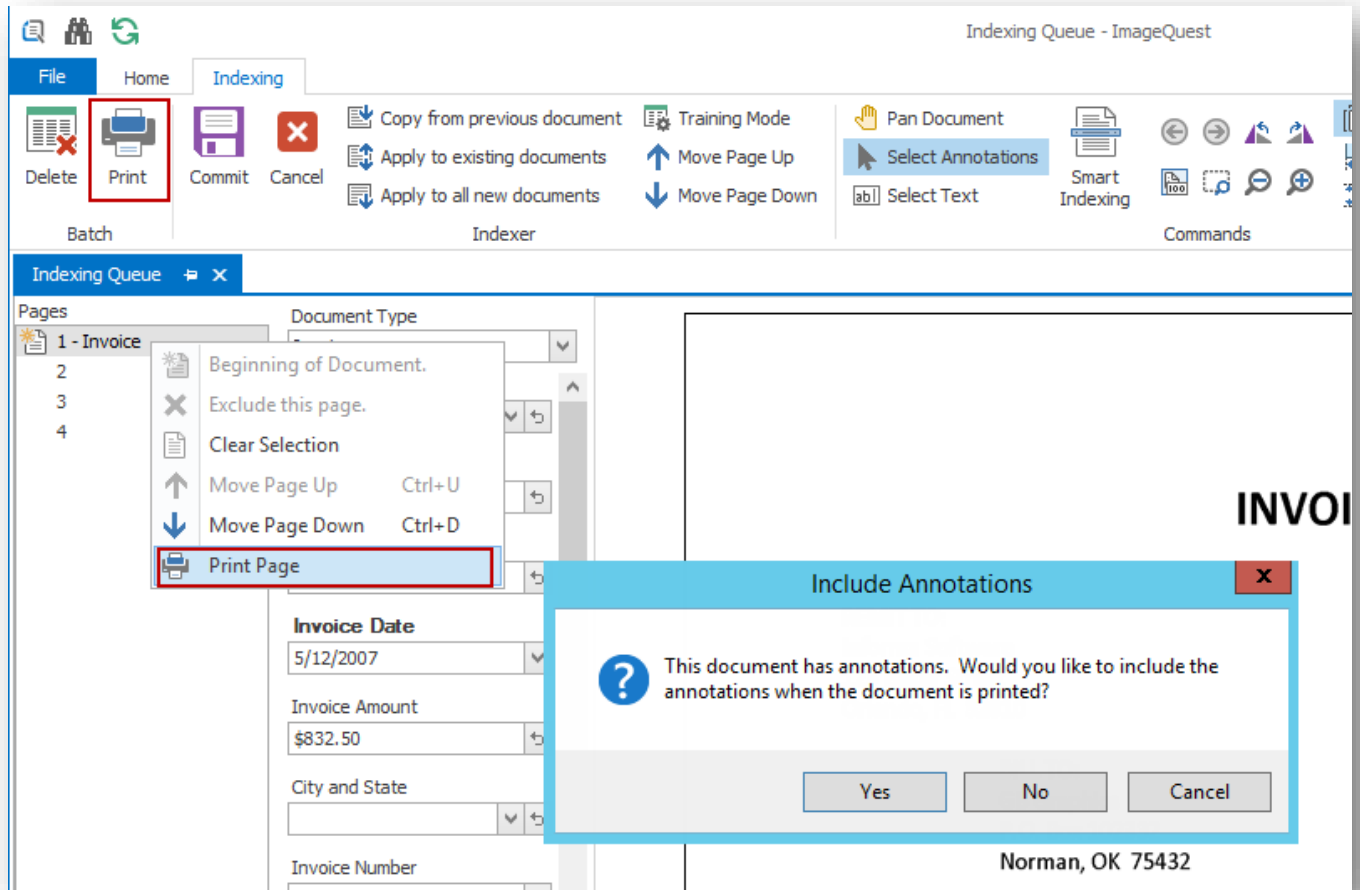 Indexing Queue - ImageQuest
File Home Indexing
Delete
Print
Commit
Cancel
Copy from previous document
Apply to existing documents
Apply to all new documents
Training Mode
Move Page Up
Move Page Down
Pan Document
Select Annotations
ab Select Text
Smart
Indexing
100
Batch
Indexer
Commands
Indexing Queue
Pages
1 - Invoice
2
3
4
Beginning of Document.
Exclude this page.
Clear Selection
Move Page Up Ctrl+U
Move Page Down Ctrl+D
Print Page
Document Type
Invoice Date
5/12/2007
Invoice Amount
$832.50
City and State
Invoice Number
INVOI
Include Annotations
This document has annotations. Would you like to include the
annotations when the document is printed?
Yes
No
Cancel
Norman, OK 75432